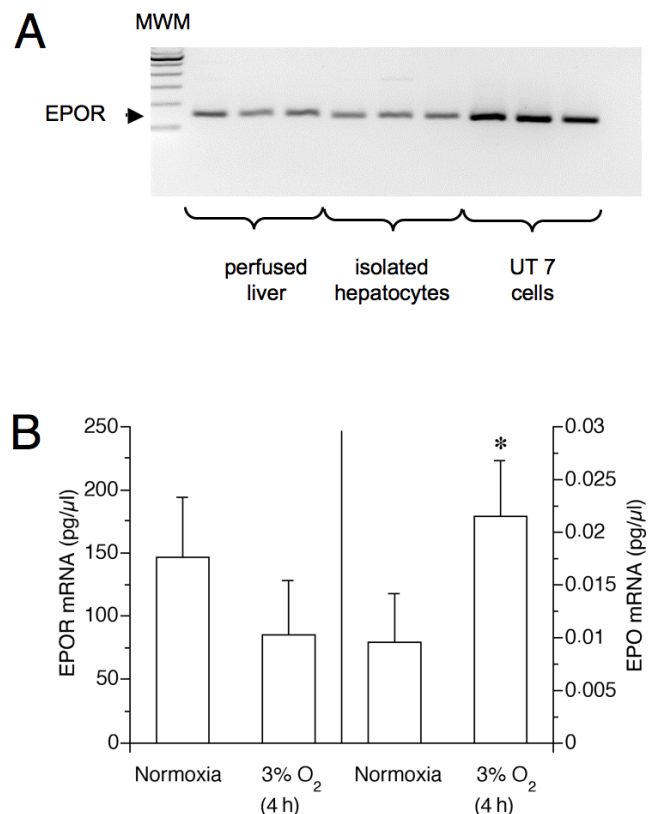 A
MWM
EPOR
perfused
liver
isolated
hepatocytes
UT 7
cells
B
EPOR mRNA (pg/µl)
250
200
150
100
50
0
*
0·03
0·025
0·02
0·015
0·01
0·005
0
EPO mRNA (pg/µl)
Normoxia
3% O₂
(4 h)
Normoxia
3% O₂
(4 h)